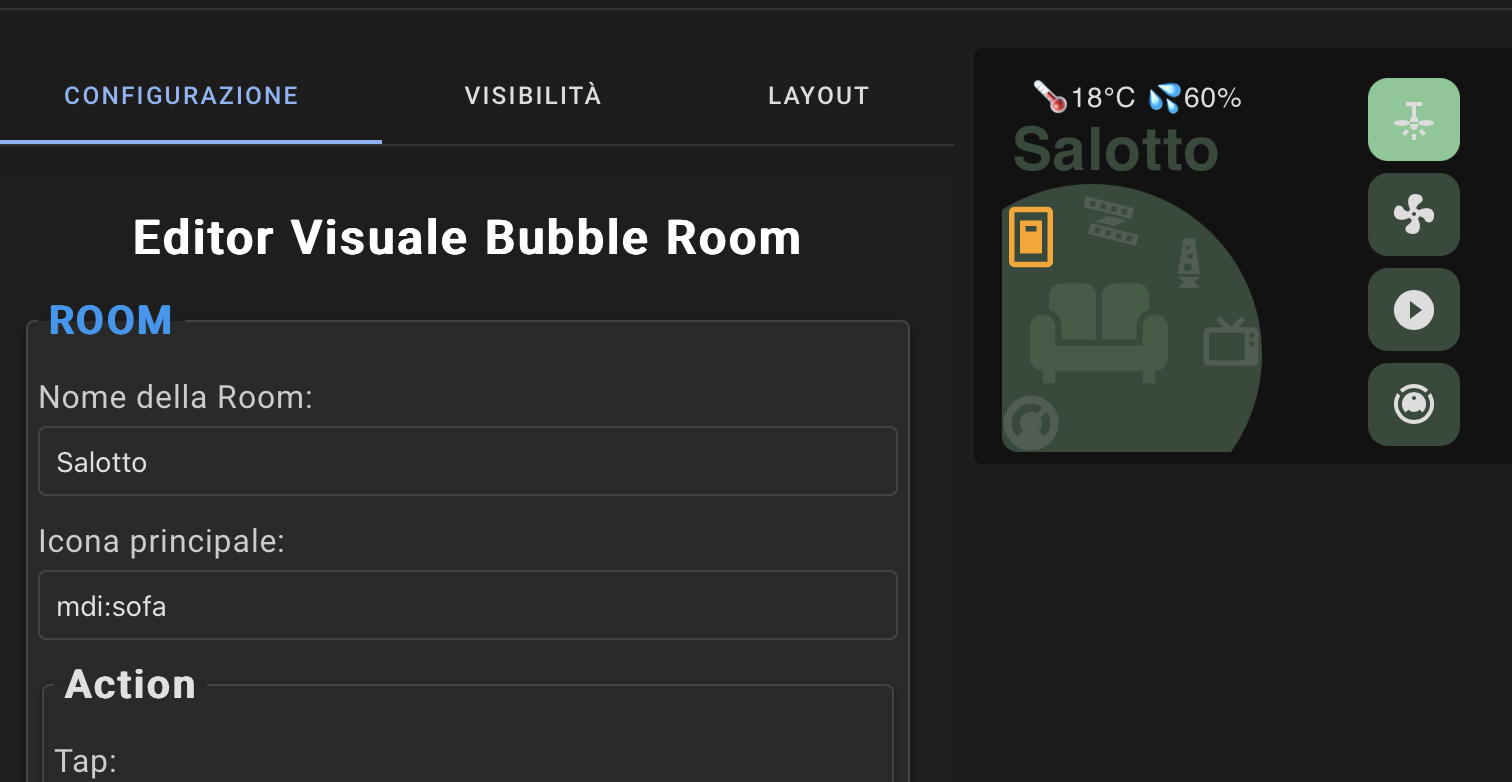 CONFIGURAZIONE
VISIBILITÀ
LAYOUT
Editor Visuale Bubble Room
ROOM
Nome della Room:
Salotto
Icona principale:
mdi:sofa
Action
Tap:
🌡️18°C 💦60%
Salotto